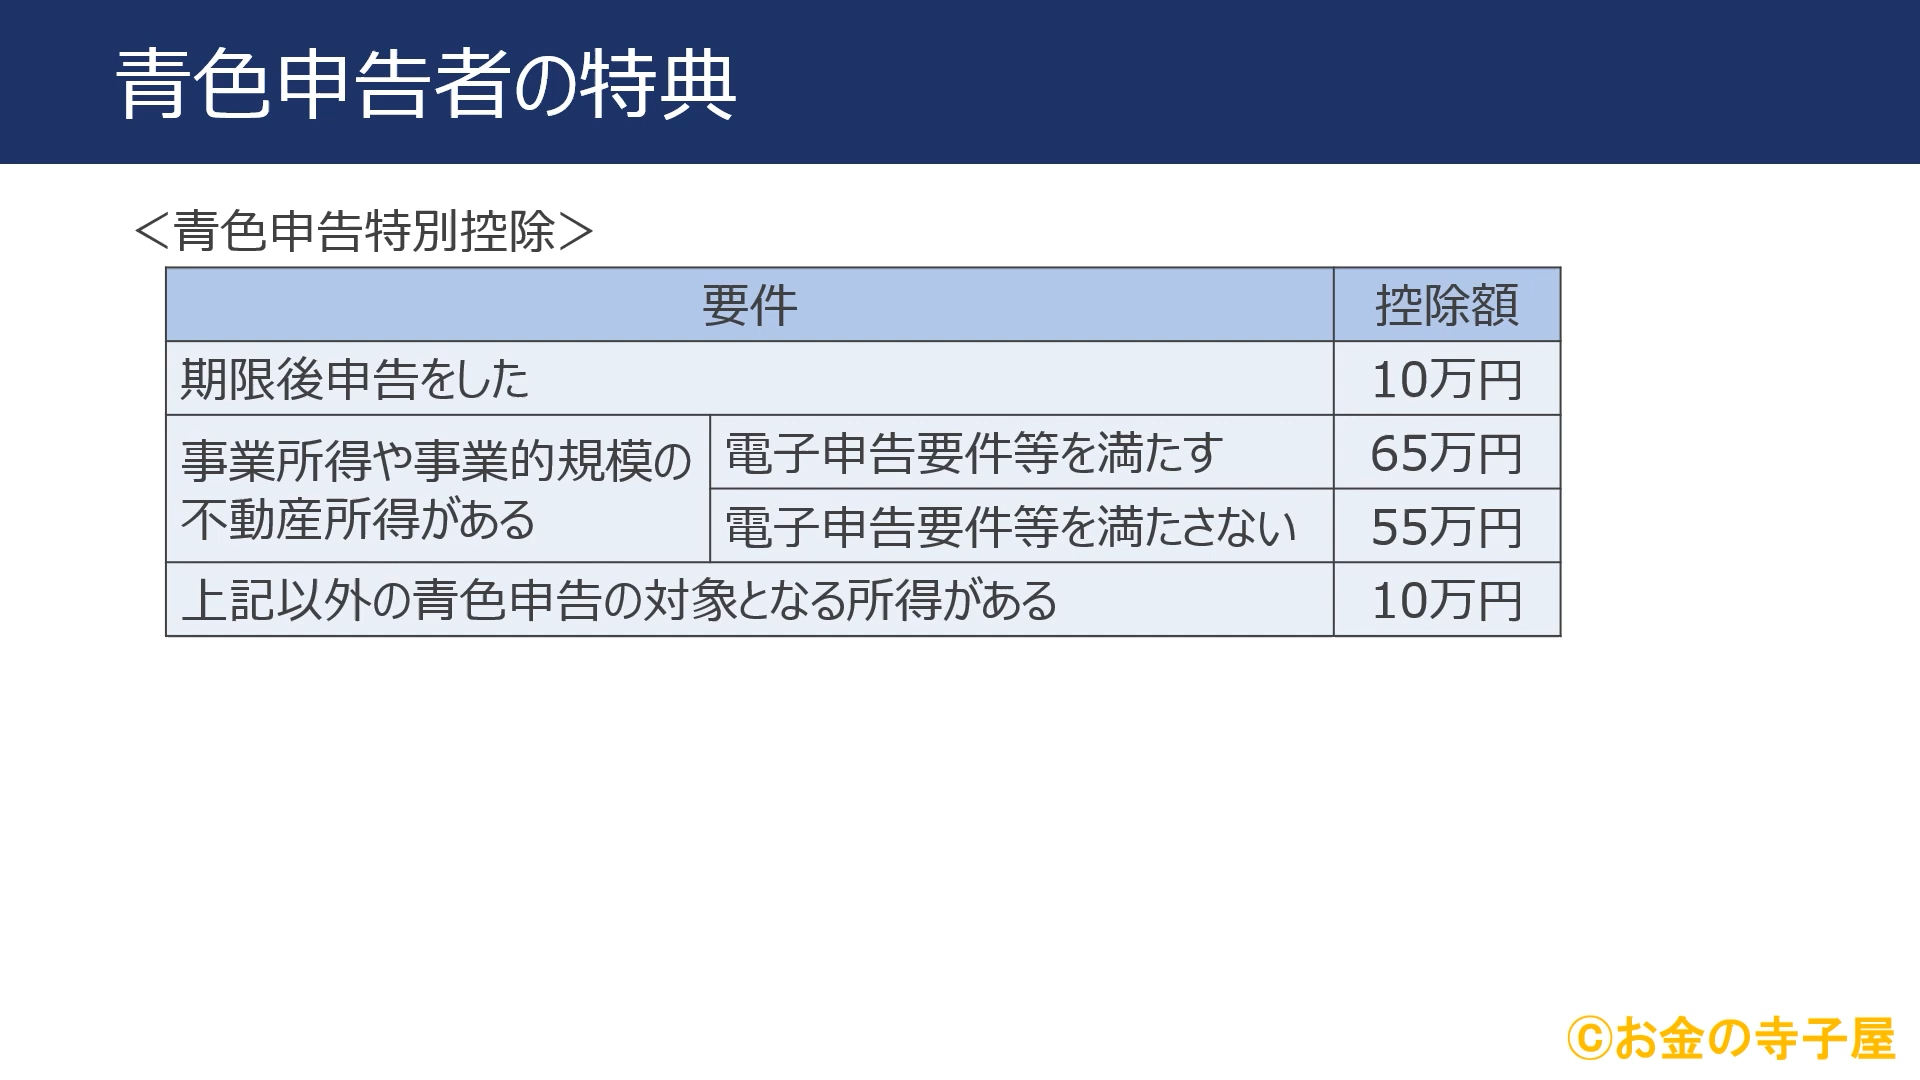 青色申告者の特典
＜青色申告特別控除＞
要件 控除額
期限後申告をした 10万円
事業所得や事業的規模の
不動産所得がある
電子申告要件等を満たす 65万円
電子申告要件等を満たさない 55万円
上記以外の青色申告の対象となる所得がある 10万円
©お金の寺子屋